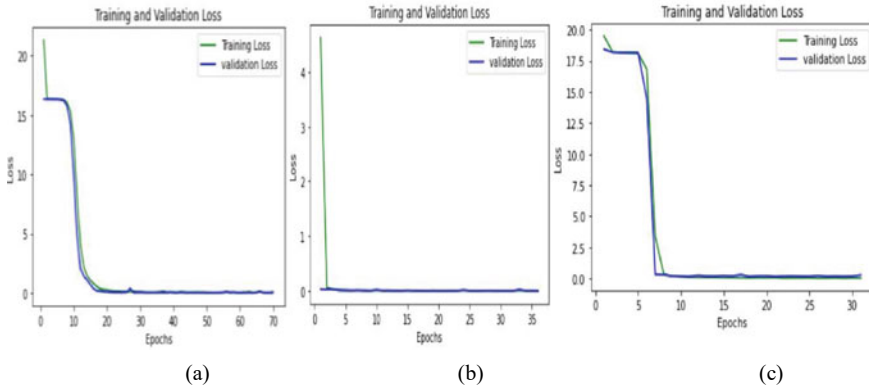 Training and Validation Loss
Training Loss
validation Loss
20
15
10
5
0
Loss
0 10 20 30 40 50 60 70
Epochs
(a)
Training and Validation Loss
Training Loss
validation Loss
4
3
2
1
0
Loss
0 5 10 15 20 25 30 35
Epochs
(b)
Training and Validation Loss
Training Loss
validation Loss
20.0
17.5
15.0
12.5
10.0
7.5
5.0
2.5
0.0
Loss
0 5 10 15 20 25 30
Epochs
(c)